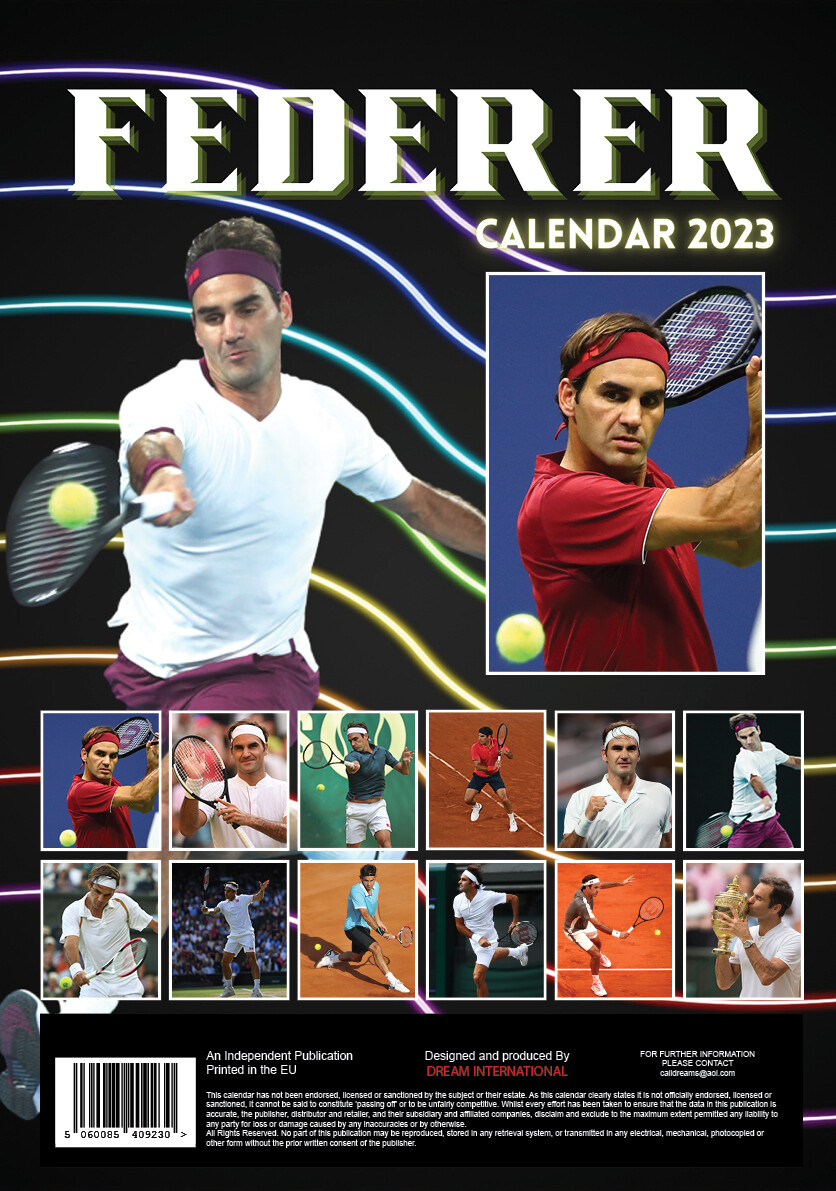 FEDERER
CALENDAR 2023
An Independent Publication
Printed in the EU
Designed and produced By
DREAM INTERNATIONAL
FOR FURTHER INFORMATION
PLEASE CONTACT
caldreams@aol.com
This calendar has not been endorsed, licensed or sanctioned by the subject or their estate. As this calendar clearly states it is not officially endorsed, licensed or
sanctioned, it cannot be said to constitute 'passing off' or to be unfairly competitive. Whilst every effort has been taken to ensure that the data in this publication is
accurate, the publisher, distributor and retailer, and their subsidiary and affiliated companies, disclaim and exclude to the maximum extent permitted any liability to
any party for loss or damage caused by any inaccuracies or by otherwise.
All Rights Reserved. No part of this publication may be reproduced, stored in any retrieval system, or transmitted in any electrical, mechanical, photocopied or
other form without the prior written consent of the publisher.
5 060085 409230 >